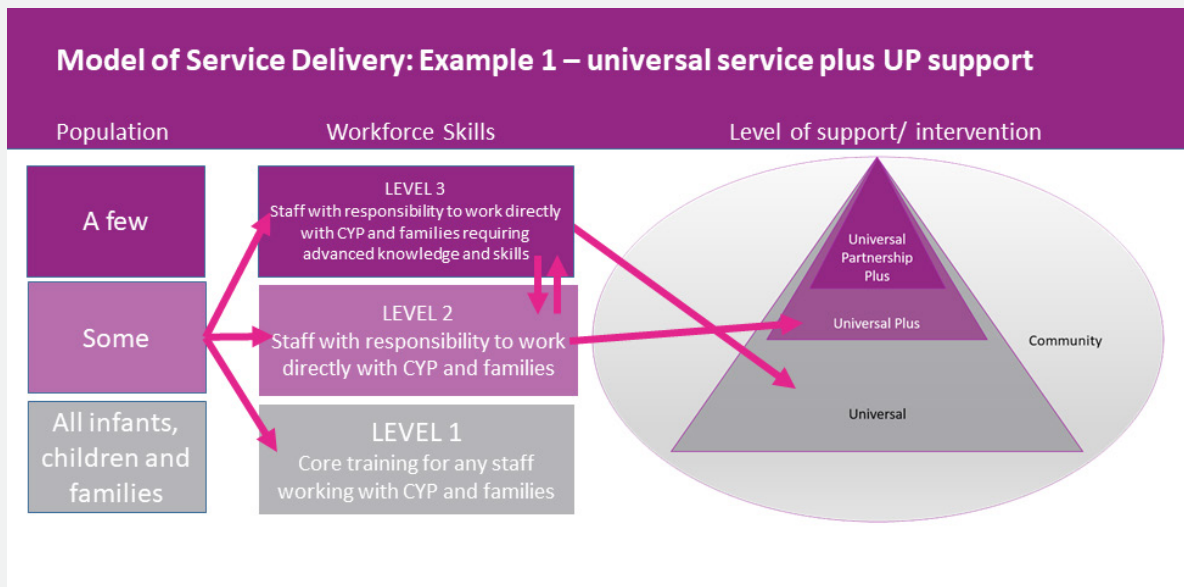 Model of Service Delivery: Example 1 – universal service plus UP support
Population
Workforce Skills
Level of support/ intervention
A few
LEVEL 3
Staff with responsibility to work directly
with CYP and families requiring
advanced knowledge and skills
Some
LEVEL 2
Staff with responsibility to work
directly with CYP and families
All infants,
children and
families
LEVEL 1
Core training for any staff
working with CYP and families
Universal
Partnership
Plus
Universal Plus
Community
Universal